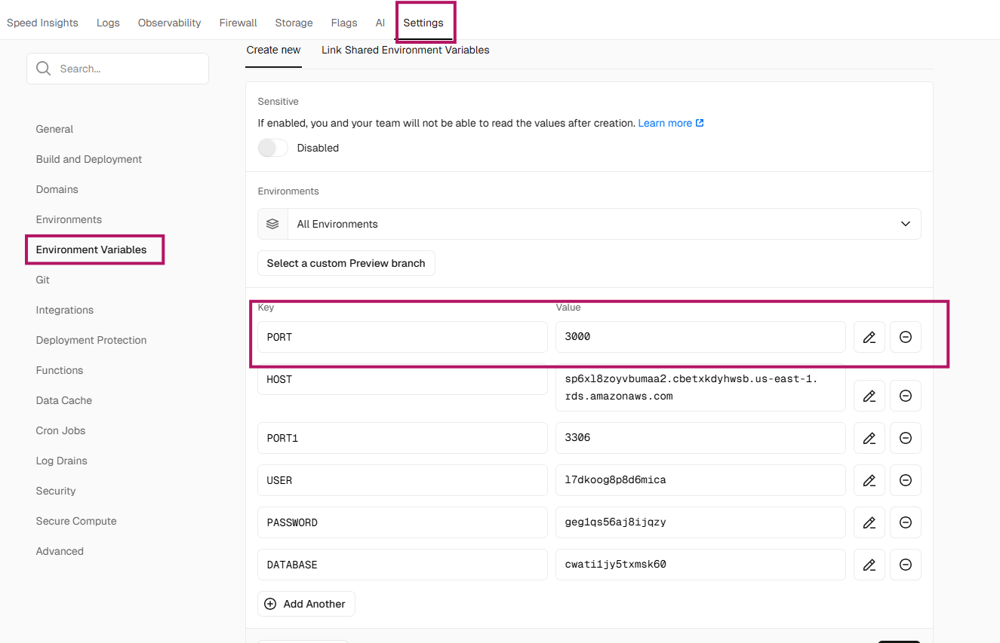 Speed Insights Logs Observability Firewall Storage Flags AI Settings
Create new Link Shared Environment Variables
Search...
General
Build and Deployment
Domains
Environments
Environment Variables
Git
Integrations
Deployment Protection
Functions
Data Cache
Cron Jobs
Log Drains
Security
Secure Compute
Advanced
Sensitive
If enabled, you and your team will not be able to read the values after creation. Learn more
Disabled
Environments
All Environments
Select a custom Preview branch
Key Value
PORT 3000
HOST sp6xl8zoyvbumaa2.cbetxkdyhwsb.us-east-1.
rds.amazonaws.com
PORT1 3306
USER l7dkoog8p8d6mica
PASSWORD geg1qs56aj8ijqzy
DATABASE cwati1jy5txmsk60
Add Another